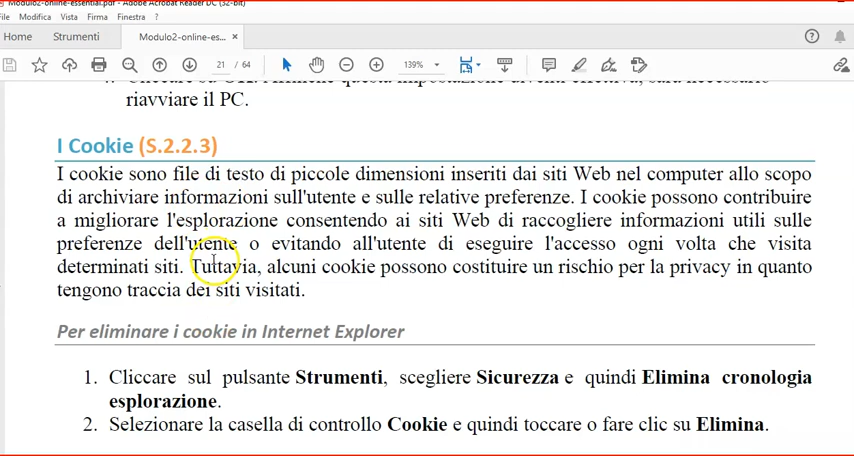 Modulo2-online-essential.pdf - Adobe Acrobat Reader DC (32-bit)
File Modifica Vista Firma Finestra ?
Home Strumenti Modulo2-online-es... ×
21 / 64 139%
riavviare il PC.
I Cookie (S.2.2.3)
I cookie sono file di testo di piccole dimensioni inseriti dai siti Web nel computer allo scopo
di archiviare informazioni sull'utente e sulle relative preferenze. I cookie possono contribuire
a migliorare l'esplorazione consentendo ai siti Web di raccogliere informazioni utili sulle
preferenze dell'utente o evitando all'utente di eseguire l'accesso ogni volta che visita
determinati siti. Tuttavia, alcuni cookie possono costituire un rischio per la privacy in quanto
tengono traccia dei siti visitati.
Per eliminare i cookie in Internet Explorer
1. Cliccare sul pulsante Strumenti, scegliere Sicurezza e quindi Elimina cronologia
esplorazione.
2. Selezionare la casella di controllo Cookie e quindi toccare o fare clic su Elimina.